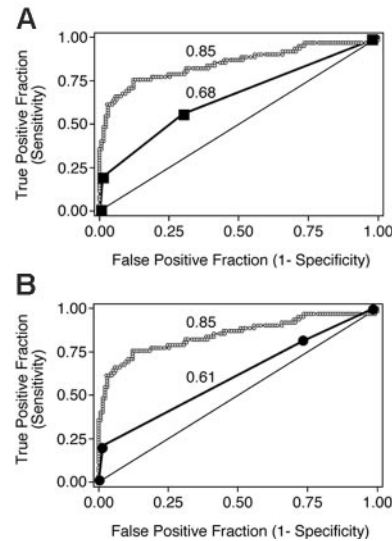 A
1.00
0.85
0.75
0.68
0.50
0.25
0.00
True Positive Fraction
(Sensitivity)
0.00 0.25 0.50 0.75 1.00
False Positive Fraction (1- Specificity)
B
1.00
0.85
0.75
0.61
0.50
0.25
0.00
True Positive Fraction
(Sensitivity)
0.00 0.25 0.50 0.75 1.00
False Positive Fraction (1- Specificity)